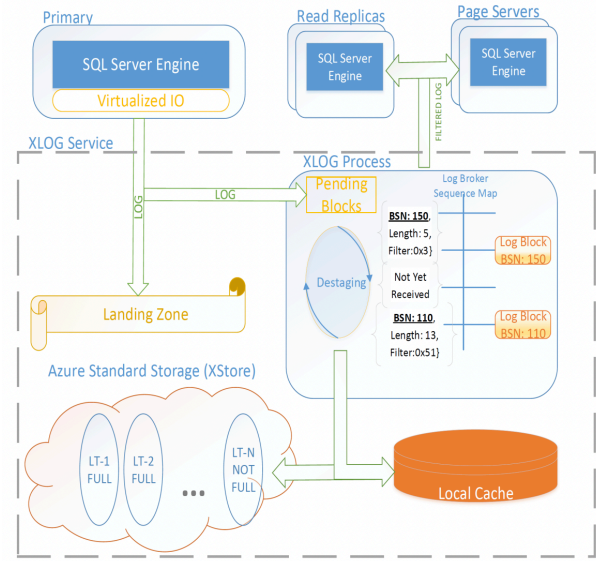 Primary
Read Replicas
Page Servers
SQL Server Engine
Virtualized IO
SQL Server
Engine
SQL Server
Engine
FILTERED LOG
XLOG Service
XLOG Process
LOG
LOG
Pending
Blocks
Log Broker
Sequence Map
BSN: 150,
Length: 5,
Filter:0x3}
Log Block
BSN: 150
Destaging
Not Yet
Received
BSN: 110,
Length: 13,
Filter:0x51}
Log Block
BSN: 110
Landing Zone
Azure Standard Storage (XStore)
LT-1
FULL
LT-2
FULL
...
LT-N
NOT
FULL
Local Cache